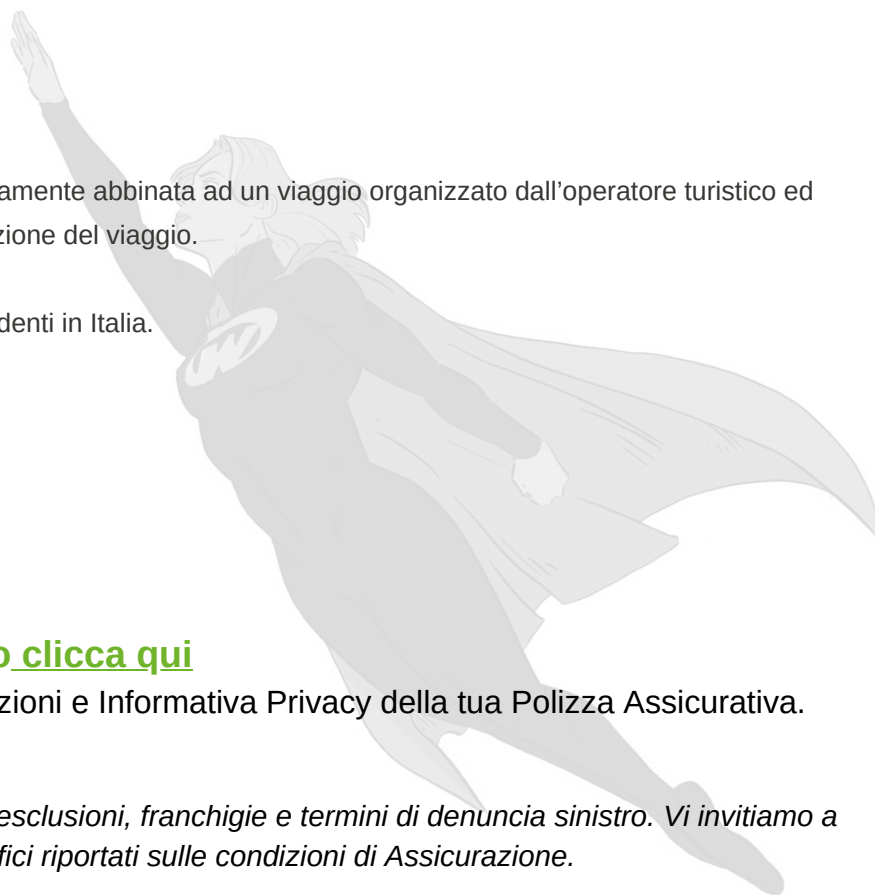 amente abbinata ad un viaggio organizzato dall’operatore turistico ed
zione del viaggio.
denti in Italia.
o clicca qui
zioni e Informativa Privacy della tua Polizza Assicurativa.
esclusioni, franchigie e termini di denuncia sinistro. Vi invitiamo a
fici riportati sulle condizioni di Assicurazione.